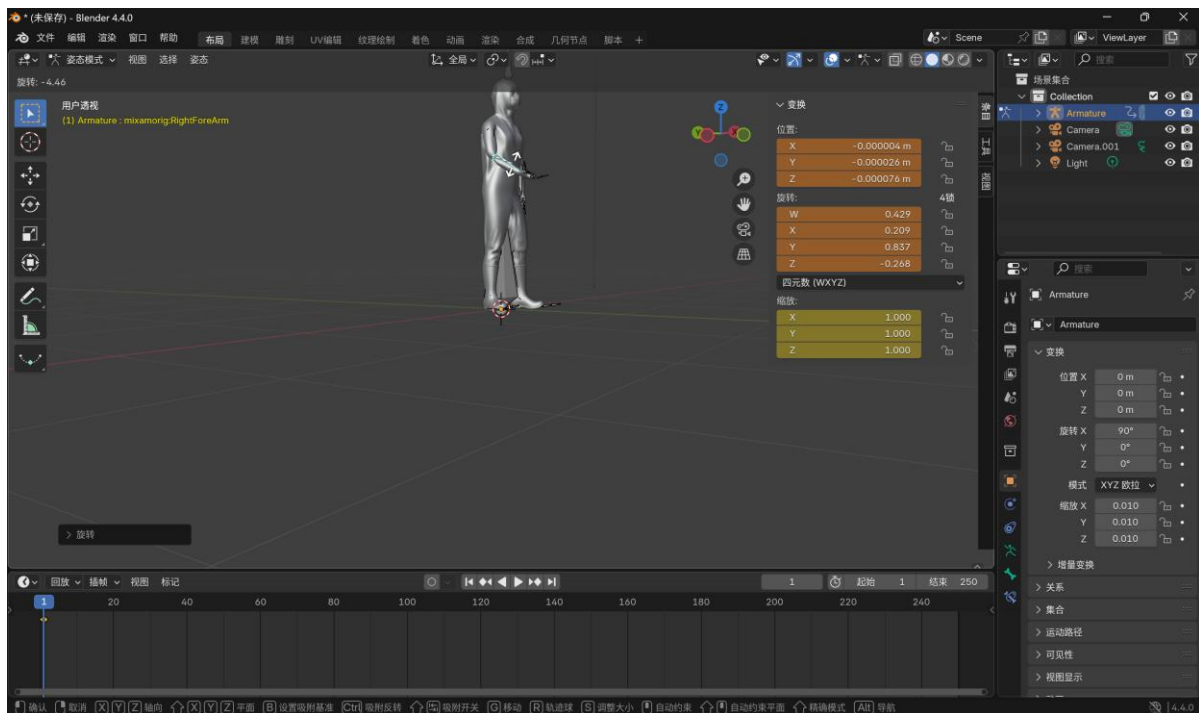 * (未保存) - Blender 4.4.0
文件 编辑 渲染 窗口 帮助 布局 建模 雕刻 UV编辑 纹理绘制 着色 动画 渲染 合成 几何节点 脚本 + Scene ViewLayer
姿态模式 视图 选择 姿态 全局 搜索
旋转: -4.46
用户透视
(1) Armature : mixamorig:RightForeArm
变换
位置:
X -0.000004 m
Y -0.000026 m
Z -0.000076 m
旋转: 4锁
W 0.429
X 0.209
Y 0.837
Z -0.268
四元数 (WXYZ)
缩放:
X 1.000
Y 1.000
Z 1.000
条目
工具
视图
Z
Y
X
场景集合
Collection
Armature
Camera
Camera.001
Light
搜索
Armature
Armature
变换
位置 X 0 m
Y 0 m
Z 0 m
旋转 X 90°
Y 0°
Z 0°
模式 XYZ 欧拉
缩放 X 0.010
Y 0.010
Z 0.010
增量变换
关系
集合
运动路径
可见性
视图显示
旋转
回放 插帧 视图 标记 1 起始 1 结束 250
1 20 40 60 80 100 120 140 160 180 200 220 240
确认 取消 X Y Z 轴向 X Y Z 平面 B 设置吸附基准 Ctrl 吸附反转 吸附开关 G 移动 R 轨迹球 S 调整大小 自动约束 自动约束平面 精确模式 Alt 导航 4.4.0